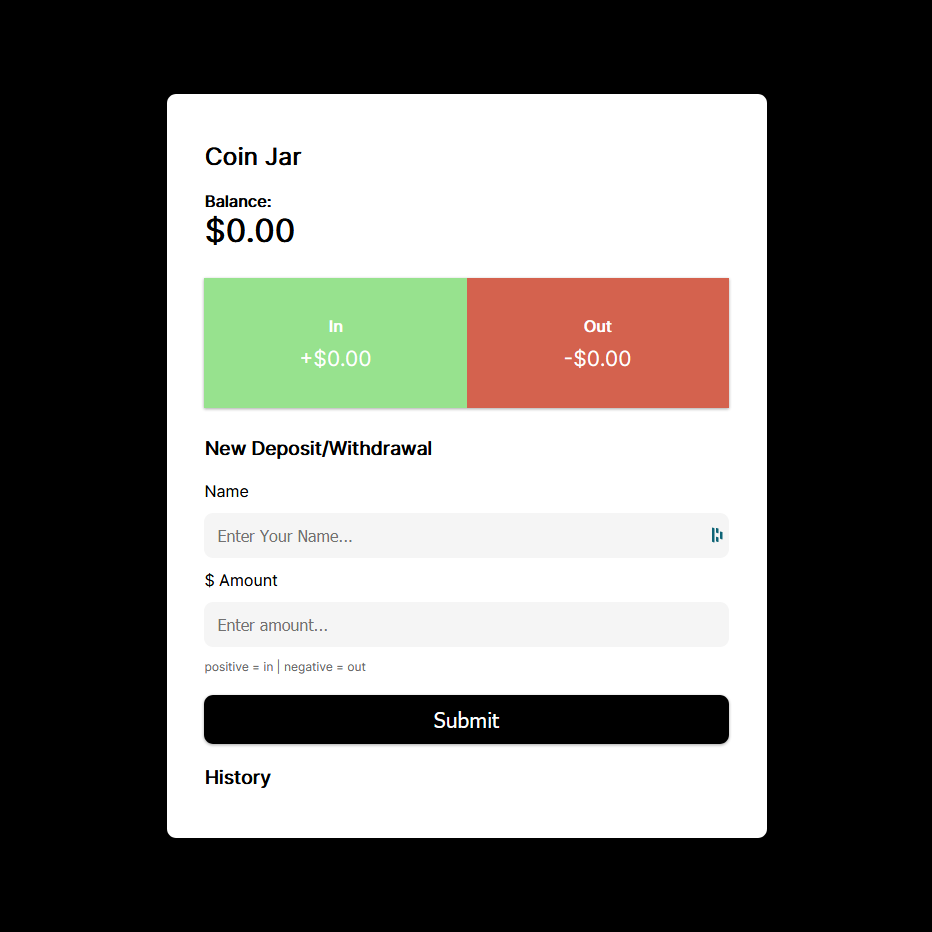 Coin Jar
Balance:
$0.00
In
Out
+$0.00
-$0.00
New Deposit/Withdrawal
Name
Enter Your Name...
$ Amount
Enter amount...
positive = in | negative = out
Submit
History